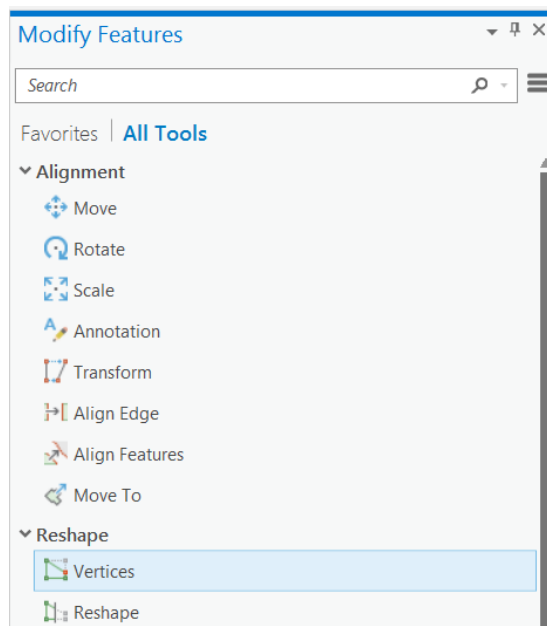 Modify Features
Search
Favorites | All Tools
Alignment
Move
Rotate
Scale
Annotation
Transform
Align Edge
Align Features
Move To
Reshape
Vertices
Reshape